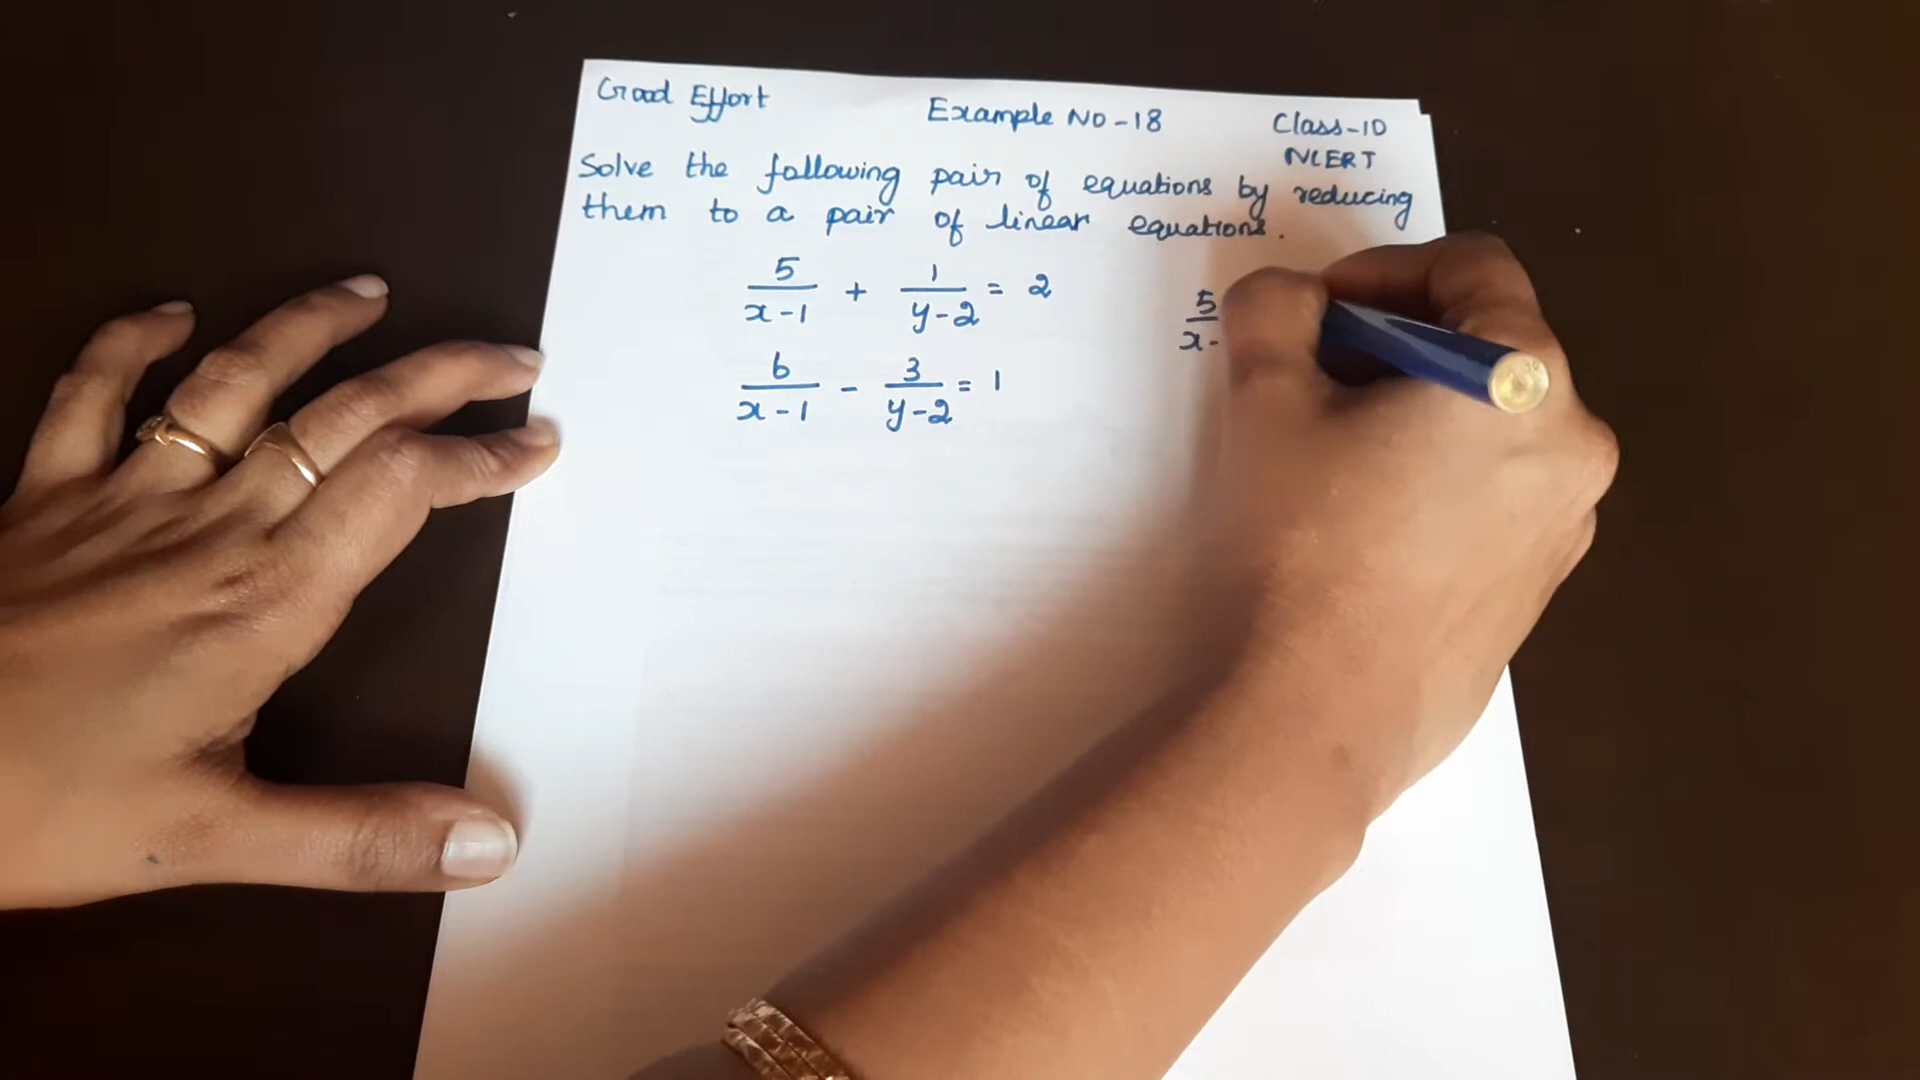 Good Effort
Example NO-18
Class-10
NCERT
Solve the following pair of equations by reducing
them to a pair of linear equations.
5/(x-1) + 1/(y-2) = 2
6/(x-1) - 3/(y-2) = 1
5/x-